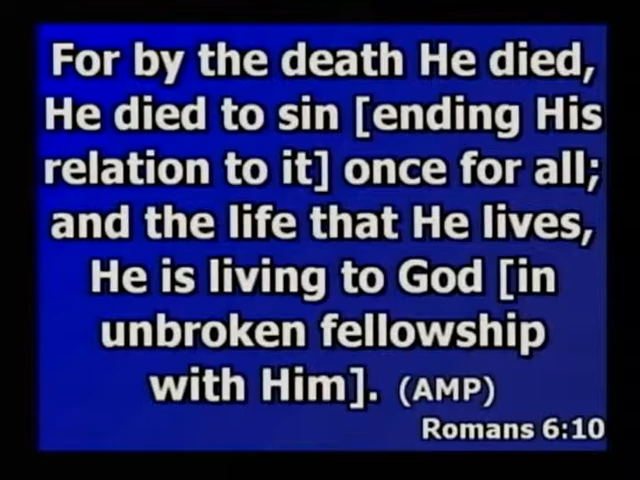 For by the death He died,
He died to sin [ending His
relation to it] once for all;
and the life that He lives,
He is living to God [in
unbroken fellowship
with Him]. (AMP)
Romans 6:10